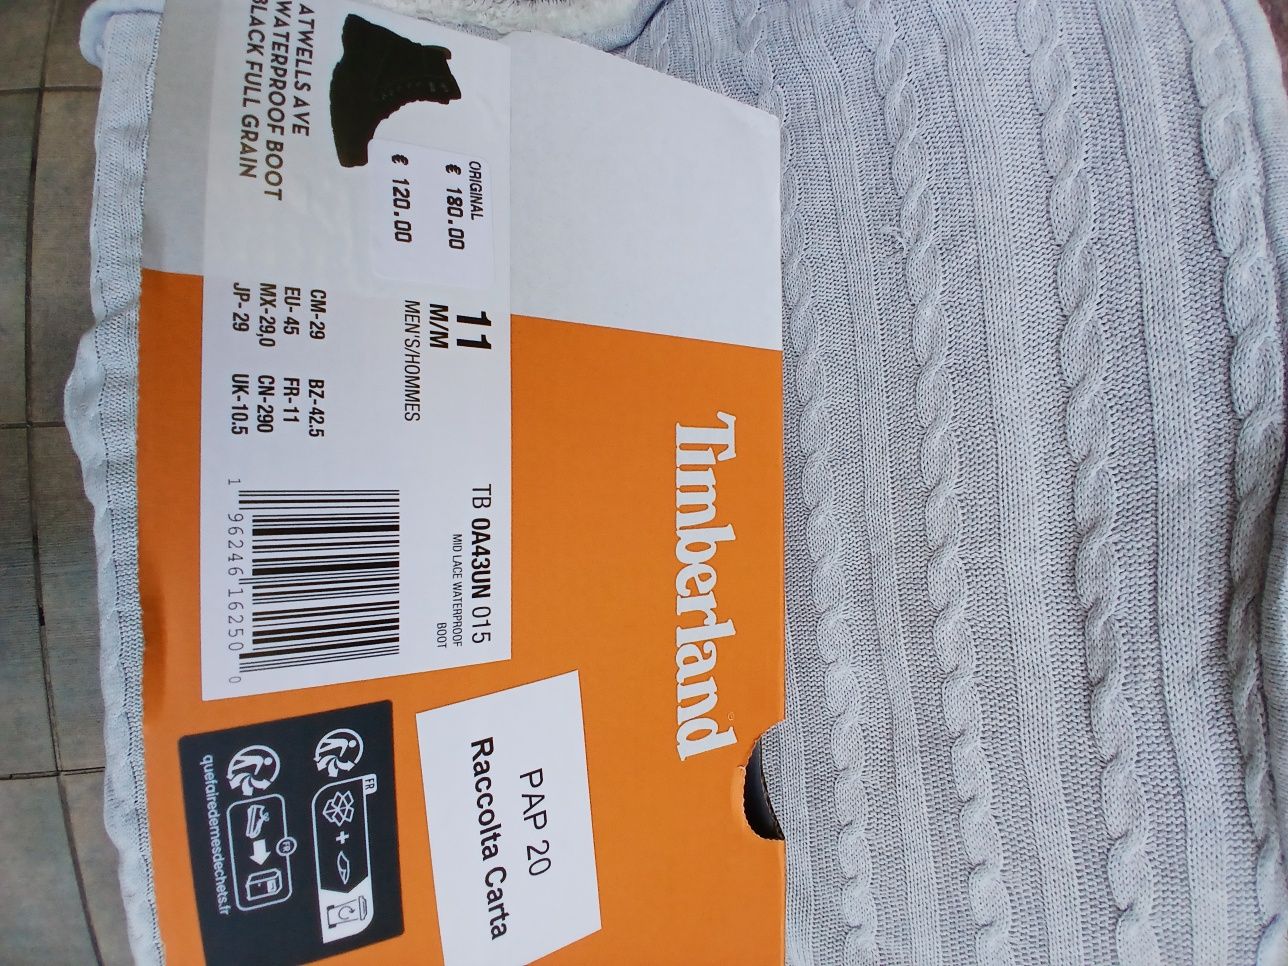 ATWELLS AVE
WATERPROOF BOOT
BLACK FULL GRAIN
ORIGINAL
€ 180.00
€ 120.00
11
M/M
MEN'S/HOMMES
CM-29 BZ-42.5
EU-45 FR-11
MX-29,0 CN-290
JP-29 UK-10.5
TB 0A43UN 015
MID LACE WATERPROOF
BOOT
1 96246 16250 0
Timberland
PAP 20
Raccolta Carta
FR
+
FR
quefairedemesdechets.fr